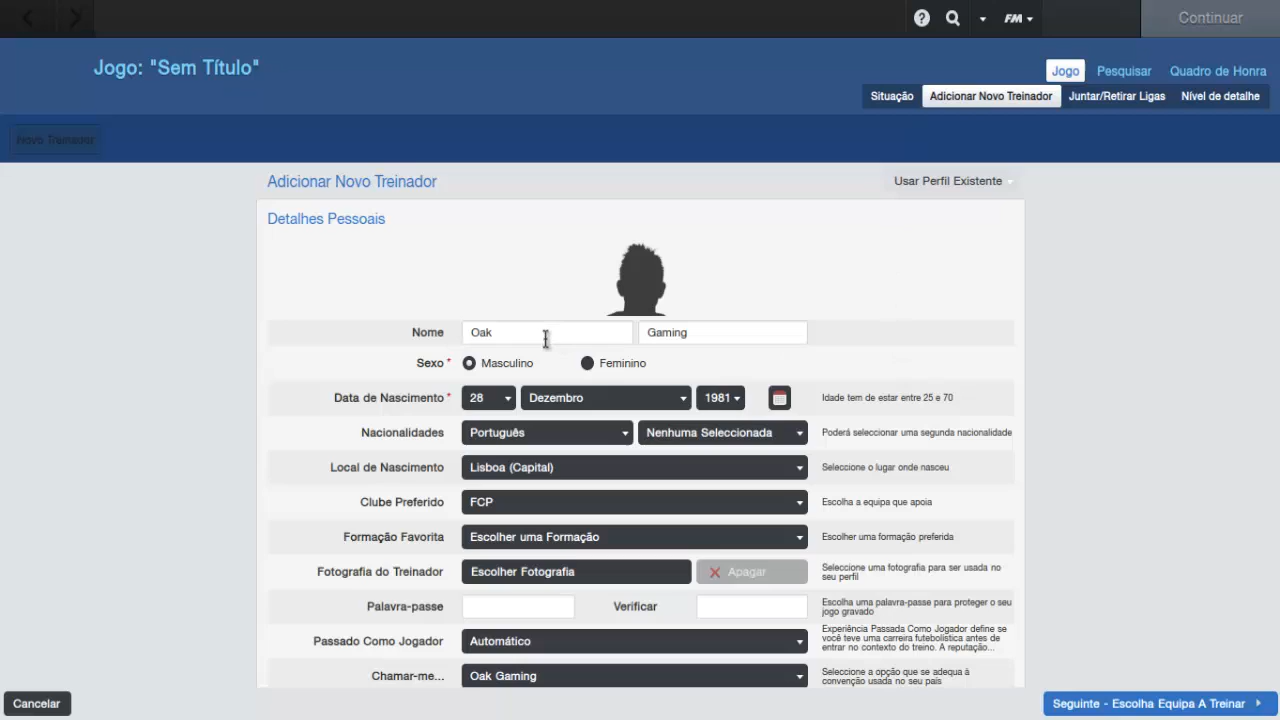 FM
Continuar
Jogo: "Sem Título"
Jogo Pesquisar Quadro de Honra
Situação Adicionar Novo Treinador Juntar/Retirar Ligas Nível de detalhe
Novo Treinador
Adicionar Novo Treinador
Usar Perfil Existente
Detalhes Pessoais
Nome Oak Gaming
Sexo * Masculino Feminino
Data de Nascimento * 28 Dezembro 1981 Idade tem de estar entre 25 e 70
Nacionalidades Português Nenhuma Seleccionada Poderá seleccionar uma segunda nacionalidade
Local de Nascimento Lisboa (Capital) Seleccione o lugar onde nasceu
Clube Preferido FCP Escolha a equipa que apoia
Formação Favorita Escolher uma Formação Escolher uma formação preferida
Fotografia do Treinador Escolher Fotografia Apagar Seleccione uma fotografia para ser usada no
seu perfil
Palavra-passe Verificar Escolha uma palavra-passe para proteger o seu
jogo gravado
Passado Como Jogador Automático Experiência Passada Como Jogador define se
você teve uma carreira futebolística antes de
entrar no contexto do treino. A reputação...
Chamar-me... Oak Gaming Seleccione a opção que se adequa à
convenção usada no seu país
Cancelar
Seguinte - Escolha Equipa A Treinar